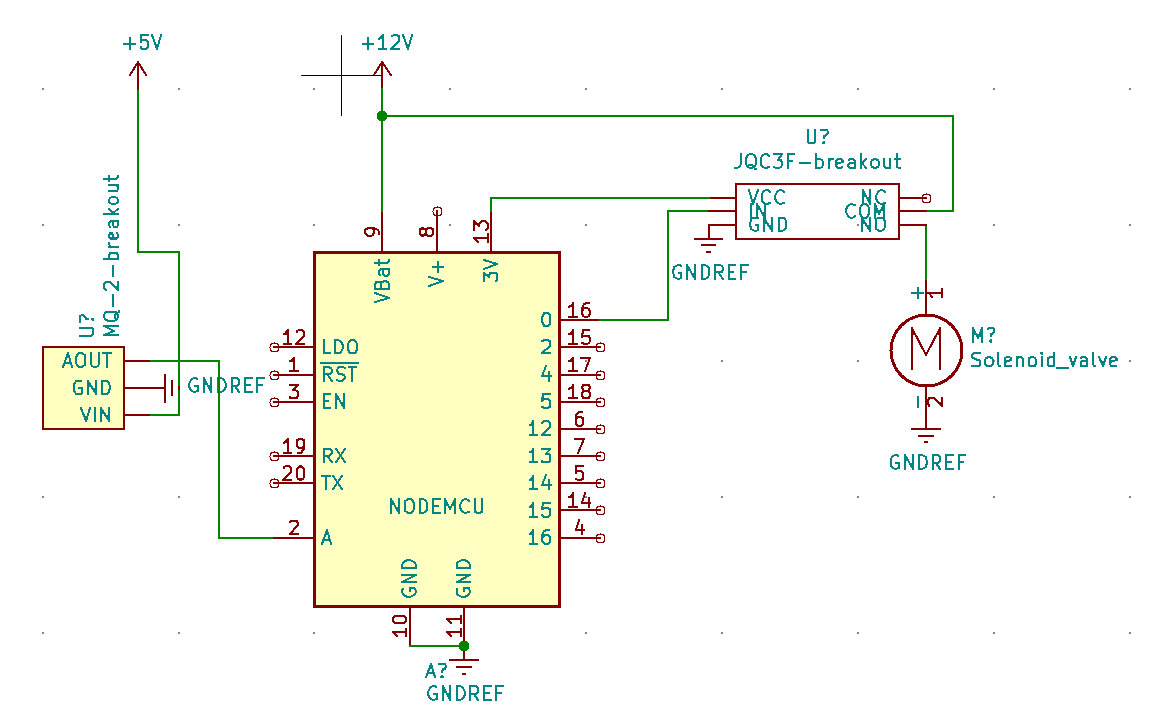 +5V
+12V
U?
MQ-2-breakout
AOUT
GND
VIN
GNDREF
9
8
13
VBat
V+
3V
12
LDO
1
RST
3
EN
19
RX
20
TX
2
A
NODEMCU
0
16
2
15
4
17
5
18
12
6
13
7
14
5
15
14
16
4
GND
GND
10
11
A?
GNDREF
U?
JQC3F-breakout
VCC
IN
GND
NC
COM
NO
GNDREF
+
1
M
M?
Solenoid_valve
-
2
GNDREF